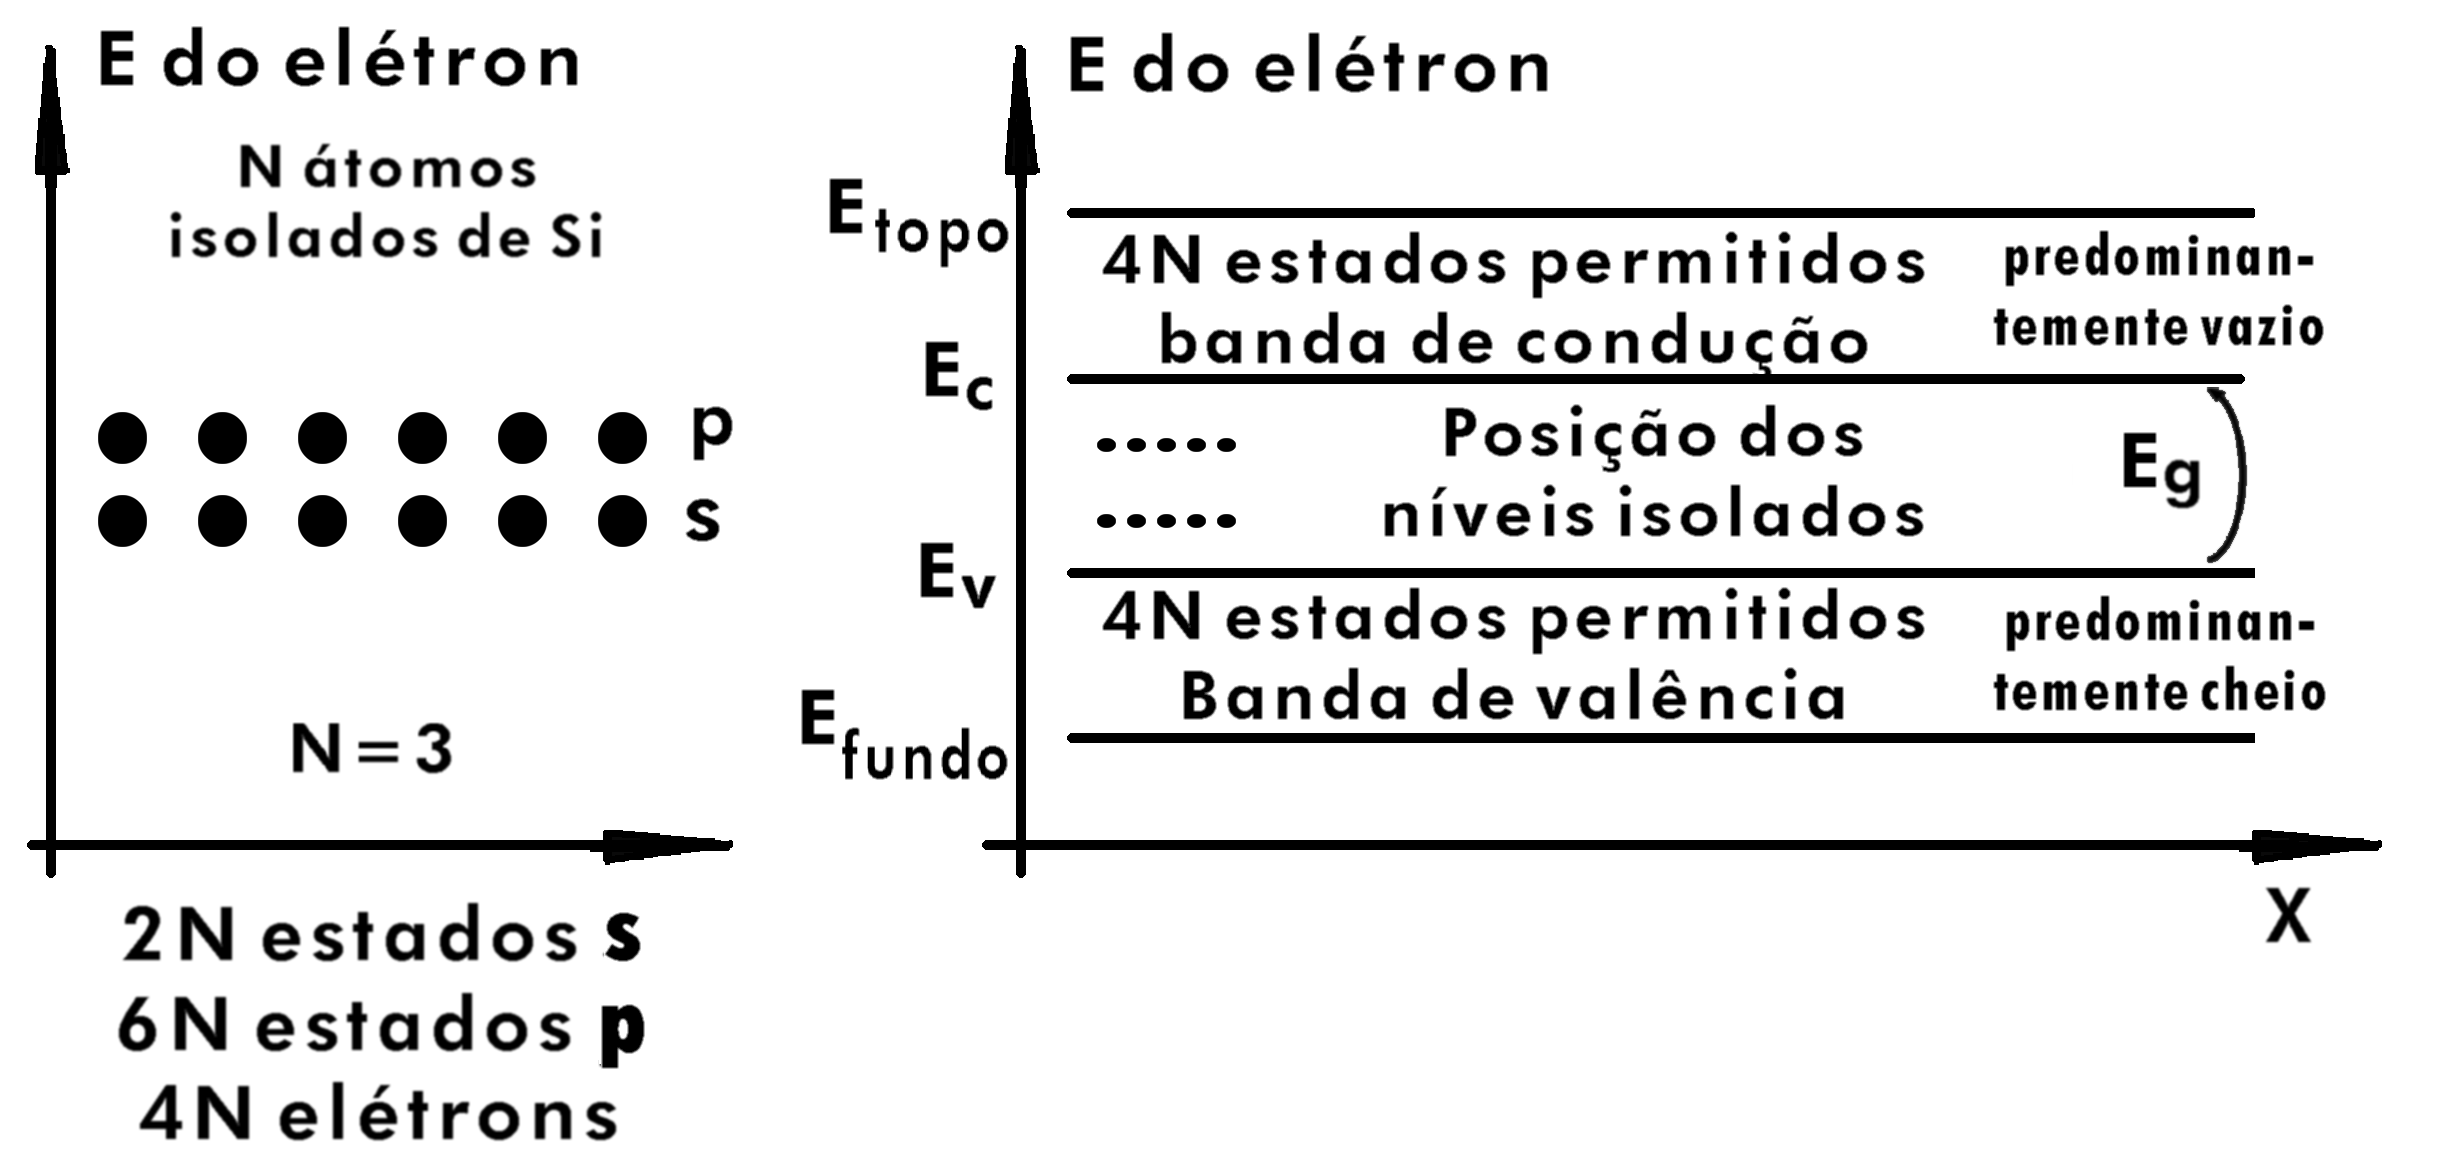 E do elétron
N átomos
isolados de Si
p
s
N=3
2N estados s
6N estados p
4N elétrons
E do elétron
Etopo
4N estados permitidos
banda de condução
predominan-
temente vazio
Ec
Posição dos
níveis isolados
Eg
Ev
4N estados permitidos
Banda de valência
predominan-
temente cheio
Efundo
X